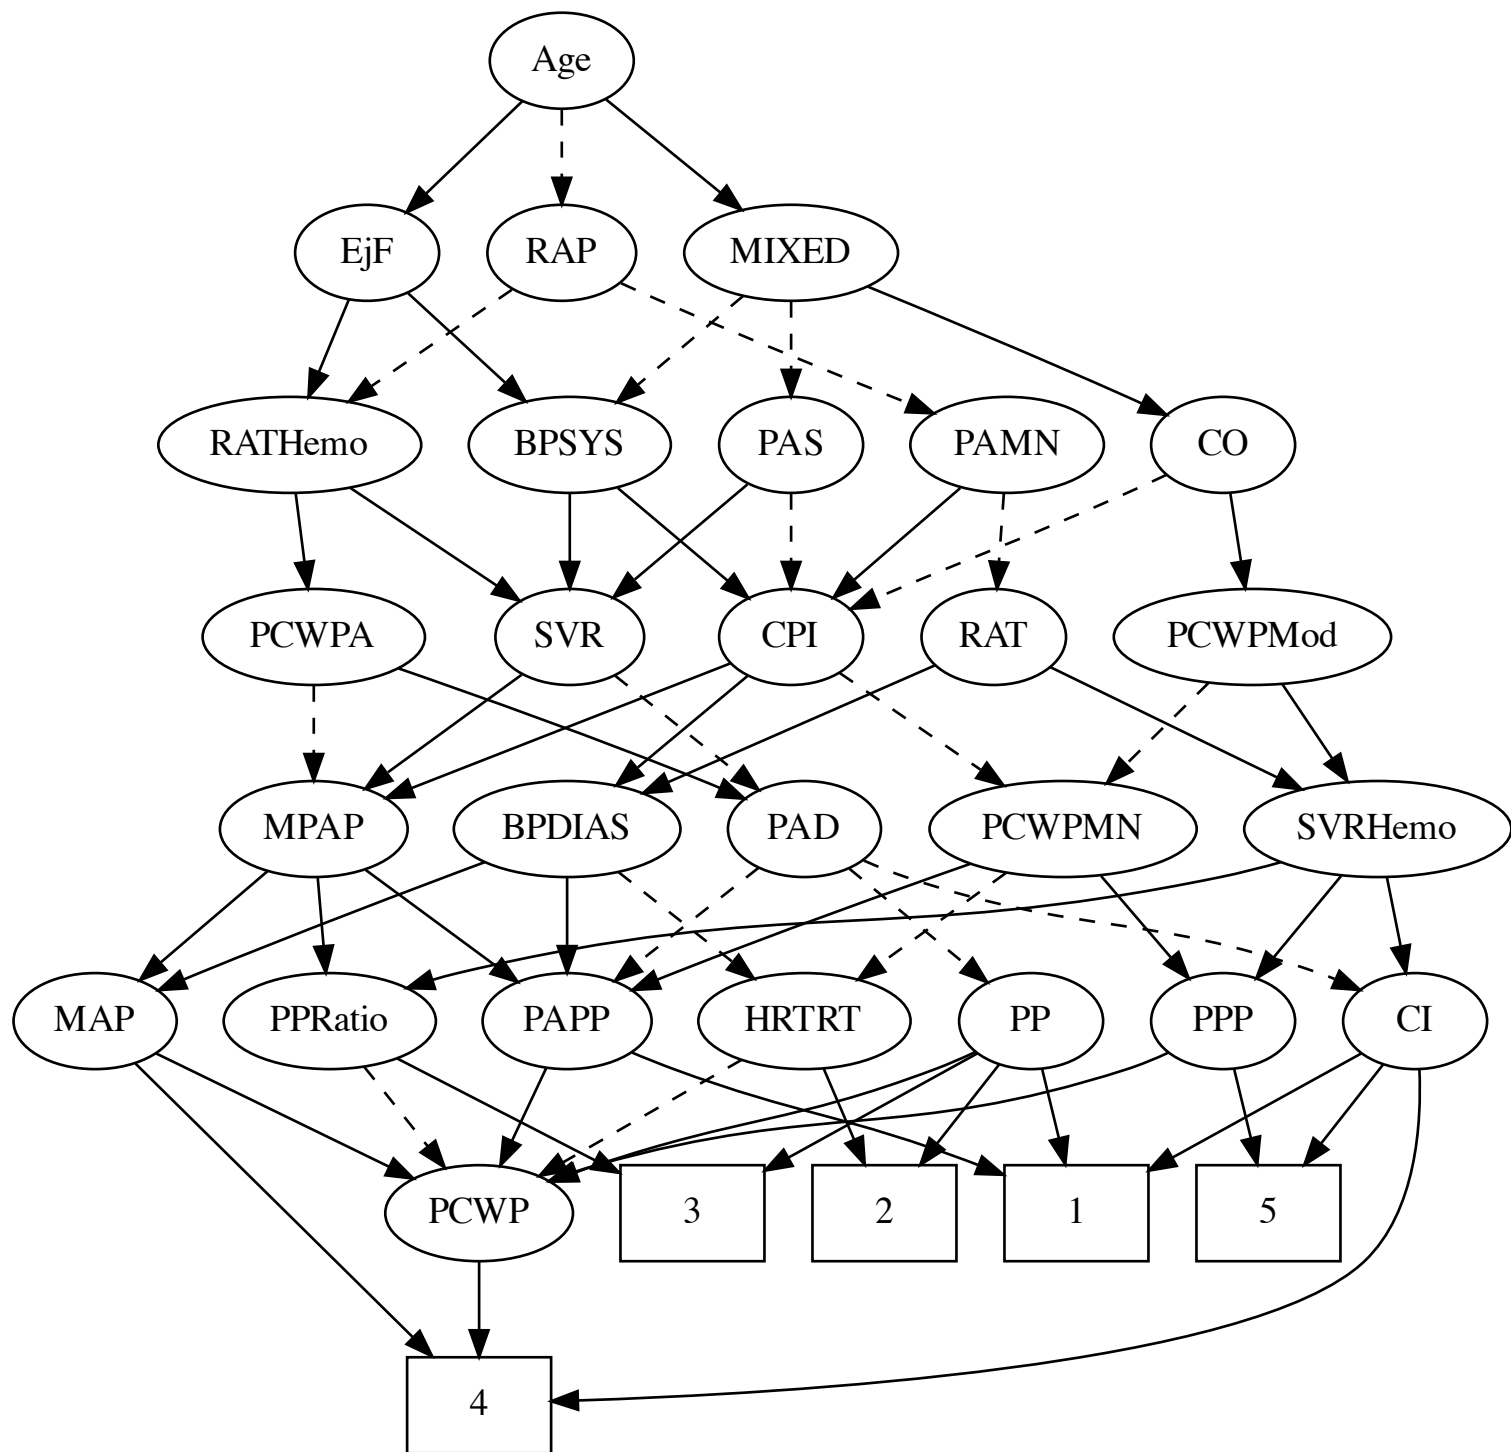 Age
EjF
RAP
MIXED
RATHemo
BPSYS
PAS
PAMN
CO
PCWPA
SVR
CPI
RAT
PCWPMod
MPAP
BPDIAS
PAD
PCWPMN
SVRHemo
MAP
PPRatio
PAPP
HRTRT
PP
PPP
CI
PCWP
3
2
1
5
4